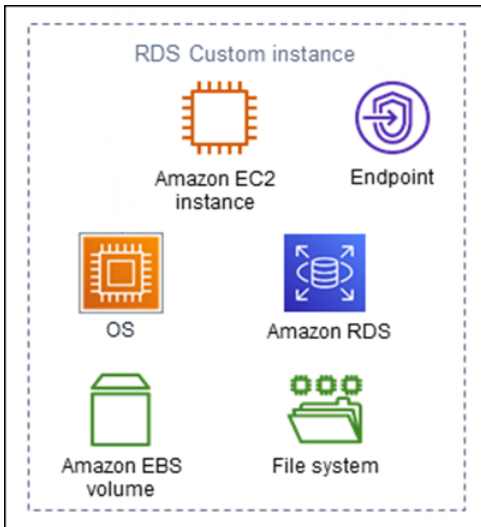 RDS Custom instance
Amazon EC2
instance
Endpoint
OS
Amazon RDS
Amazon EBS
volume
File system